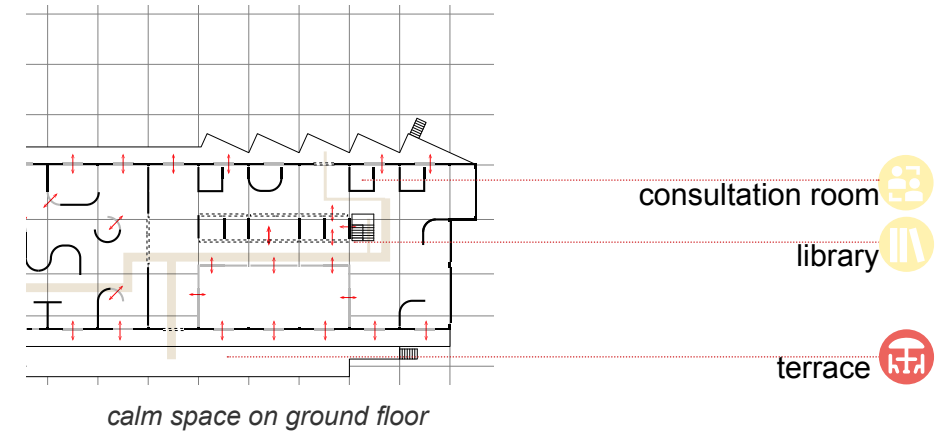 consultation room
library
terrace
calm space on ground floor